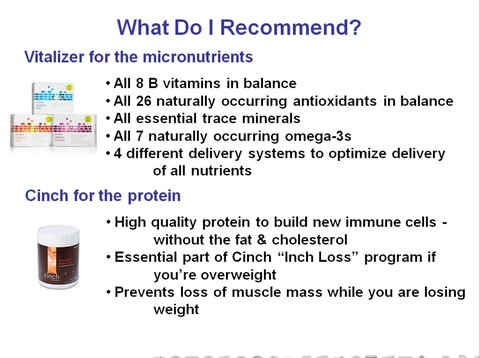 What Do I Recommend?
Vitalizer for the micronutrients
• All 8 B vitamins in balance
• All 26 naturally occurring antioxidants in balance
• All essential trace minerals
• All 7 naturally occurring omega-3s
• 4 different delivery systems to optimize delivery
of all nutrients
Cinch for the protein
• High quality protein to build new immune cells -
without the fat & cholesterol
• Essential part of Cinch “Inch Loss” program if
you’re overweight
cinch
• Prevents loss of muscle mass while you are losing
weight